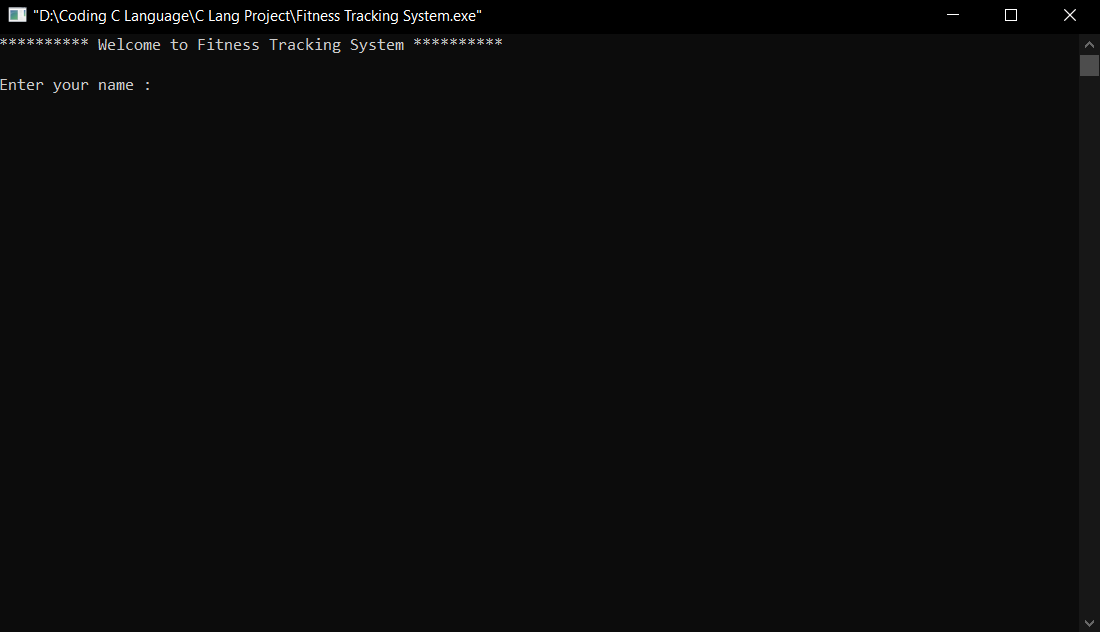 "D:\Coding C Language\C Lang Project\Fitness Tracking System.exe"
********** Welcome to Fitness Tracking System **********
Enter your name :